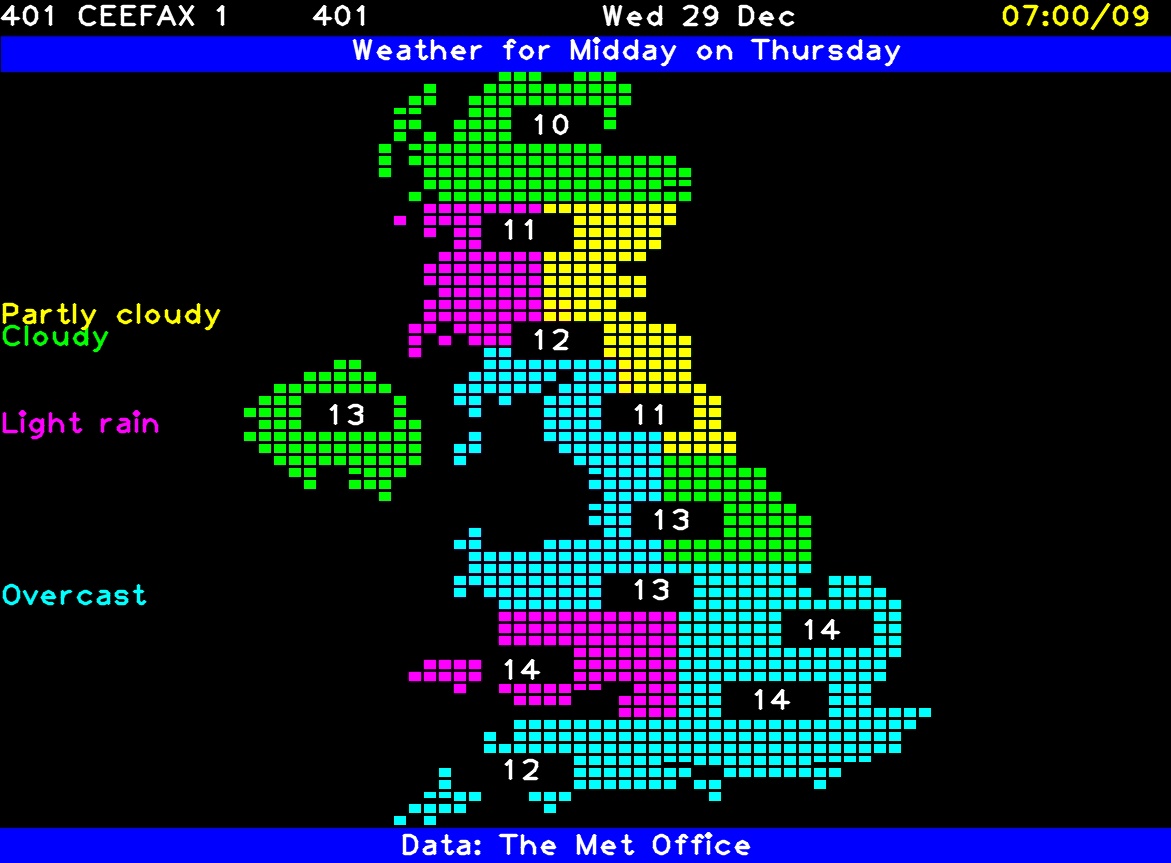 401 CEEFAX 1 401 Wed 29 Dec 07:00/09
Weather for Midday on Thursday
10
11
Partly cloudy
Cloudy
12
13
11
Light rain
13
Overcast
13
14
14
14
12
Data: The Met Office